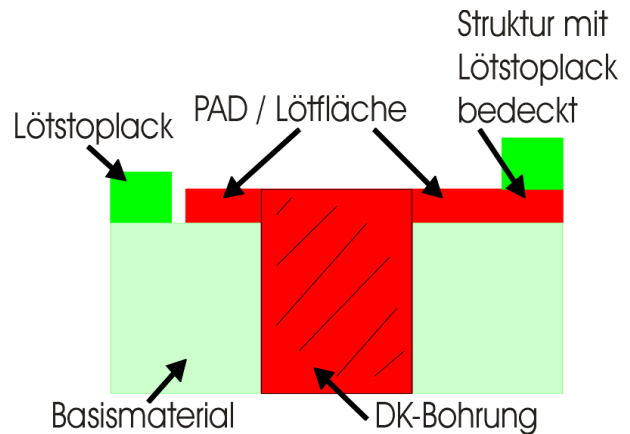 Struktur mit
Lötstoplack
bedeckt
PAD / Lötfläche
Lötstoplack
Basismaterial
DK-Bohrung